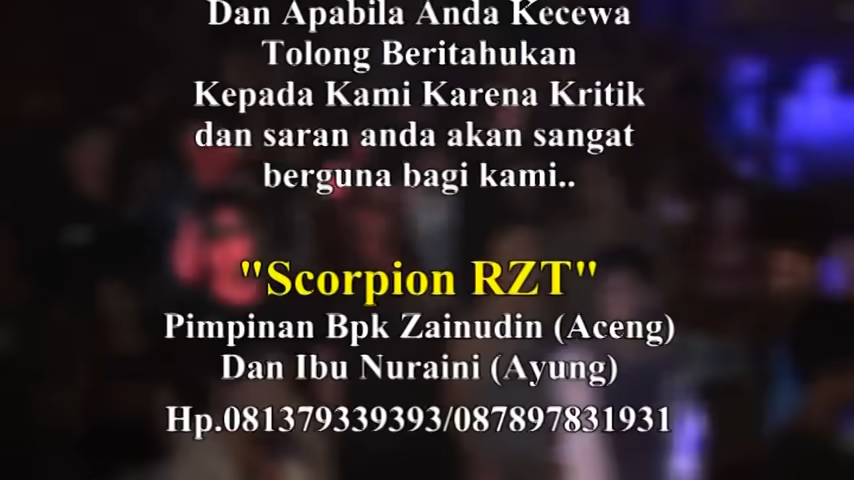 Dan Apabila Anda Kecewa
Tolong Beritahukan
Kepada Kami Karena Kritik
dan saran anda akan sangat
berguna bagi kami..
"Scorpion RZT"
Pimpinan Bpk Zainudin (Aceng)
Dan Ibu Nuraini (Ayung)
Hp.081379339393/087897831931